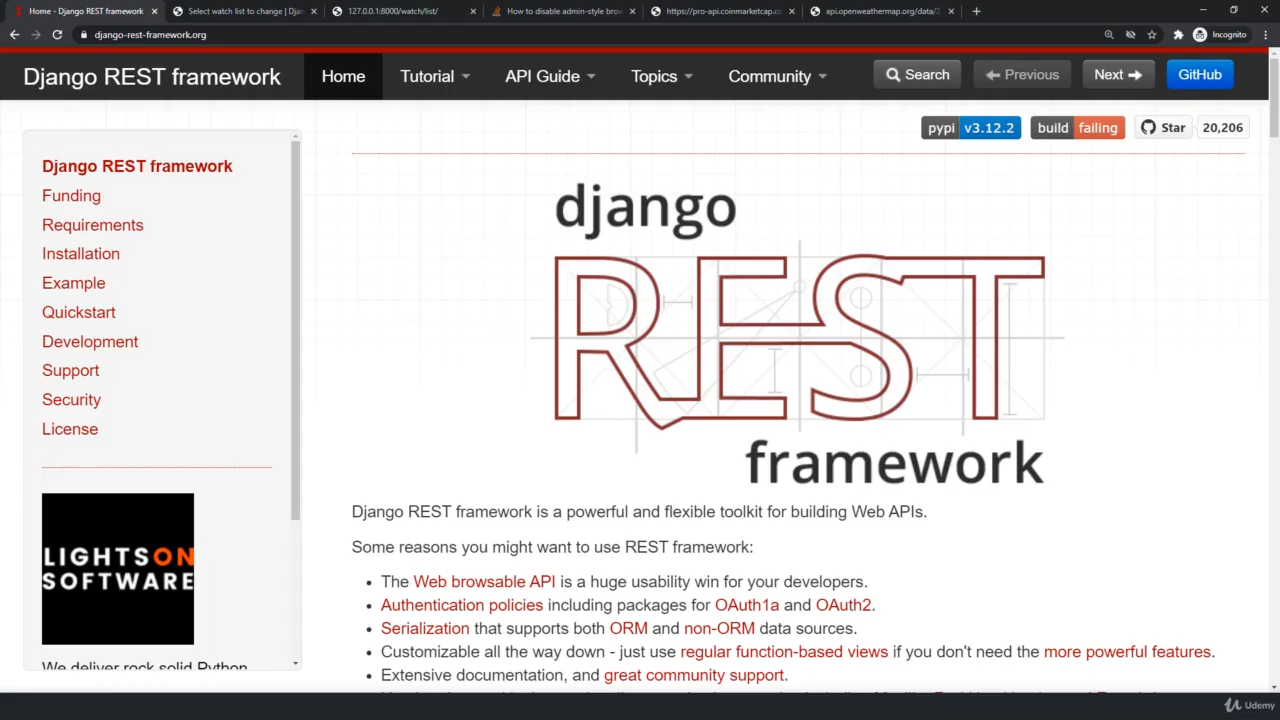 Home - Django REST framework
Select watch list to change | Djan
127.0.0.1:8000/watch/list/
How to disable admin-style brow
https://pro-api.coinmarketcap.co
api.openweathermap.org/data/2
django-rest-framework.org
Incognito
Django REST framework
Home
Tutorial
API Guide
Topics
Community
Search
Previous
Next
GitHub
pypi v3.12.2
build failing
Star
20,206
Django REST framework
Funding
Requirements
Installation
Example
Quickstart
Development
Support
Security
License
LIGHTSON
SOFTWARE
We deliver rock solid Python
django
REST
framework
Django REST framework is a powerful and flexible toolkit for building Web APIs.
Some reasons you might want to use REST framework:
The Web browsable API is a huge usability win for your developers.
Authentication policies including packages for OAuth1a and OAuth2.
Serialization that supports both ORM and non-ORM data sources.
Customizable all the way down - just use regular function-based views if you don't need the more powerful features.
Extensive documentation, and great community support.
Udemy